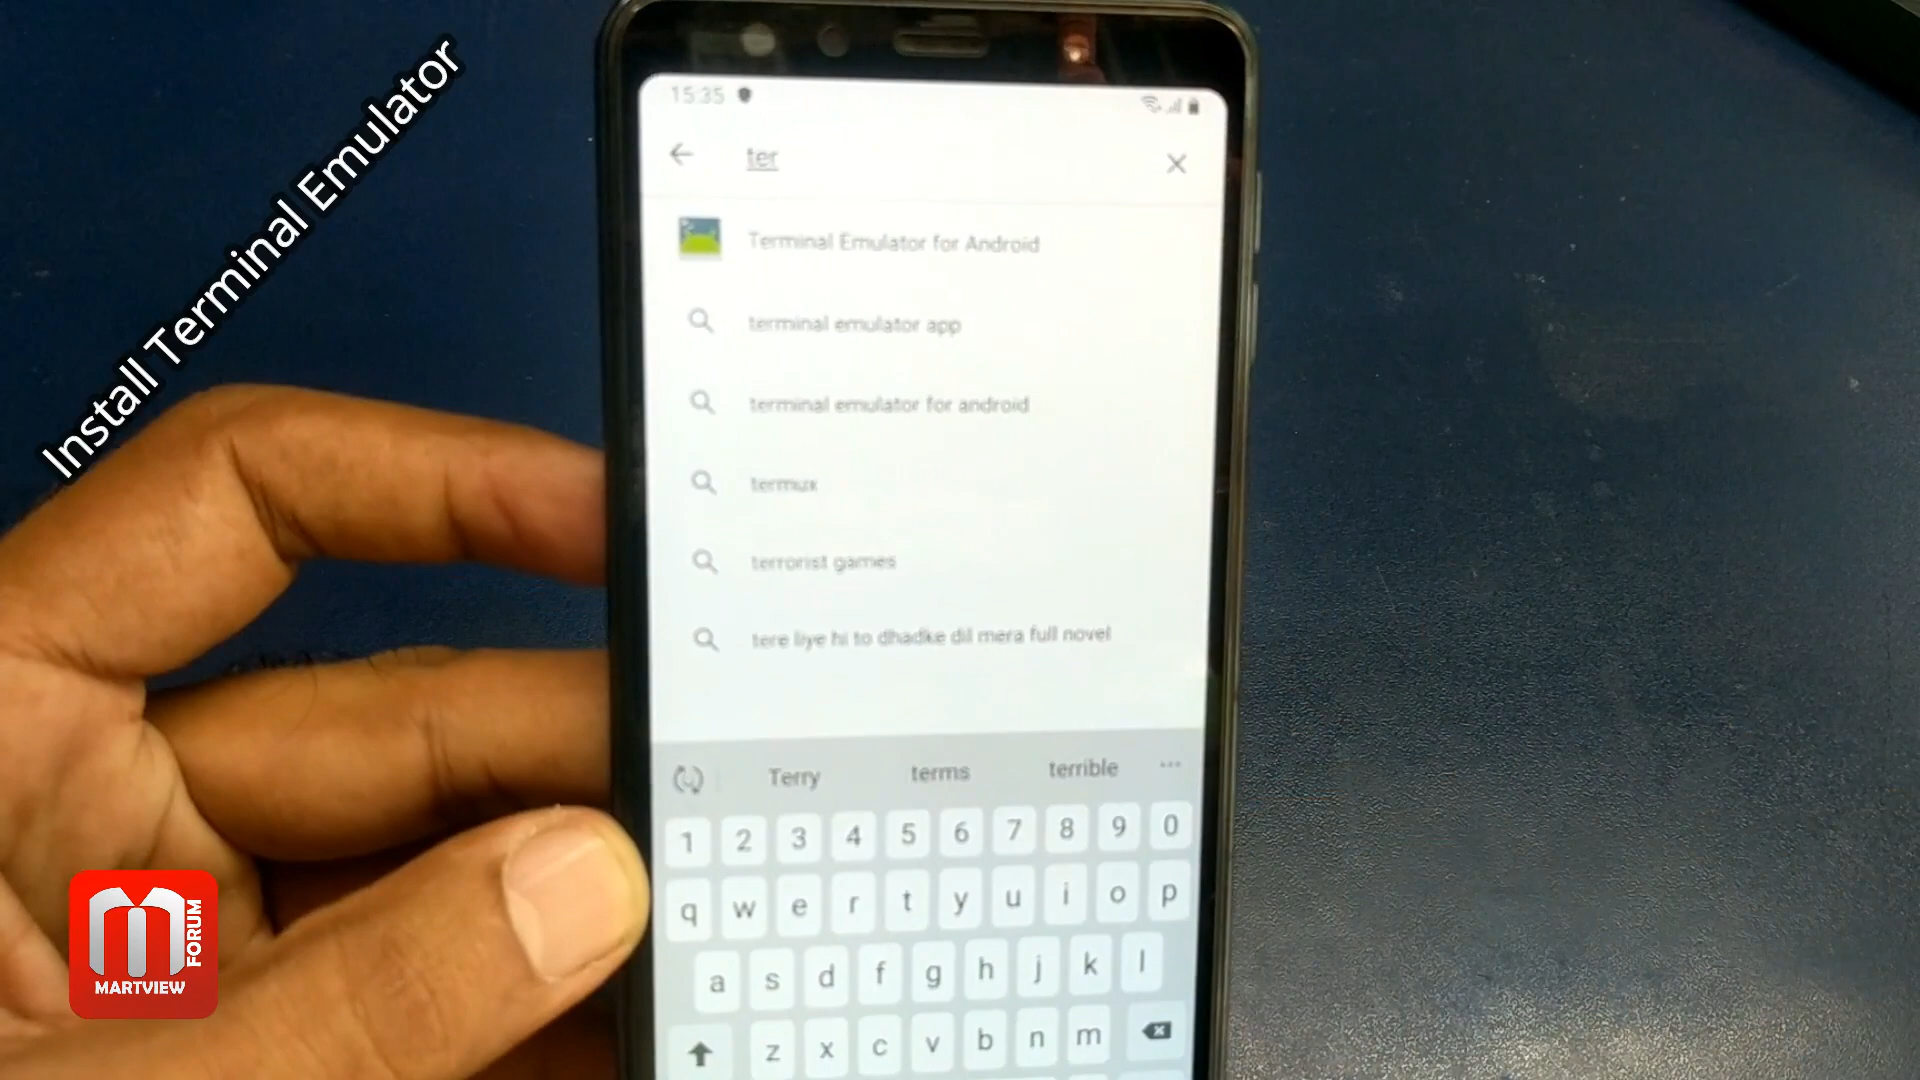 Install Terminal Emulator
15:35
ter
Terminal Emulator for Android
terminal emulator app
terminal emulator for android
termux
terrorist games
tere liye hi to dhadke dil mera full novel
Terry terms terrible
1 2 3 4 5 6 7 8 9 0
q w e r t y u i o p
a s d f g h j k l
z x c v b n m
FORUM
MARTVIEW